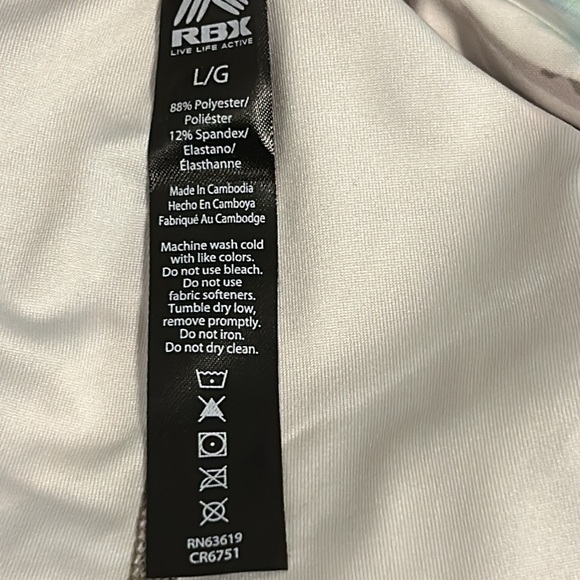 RBX
LIVE LIFE ACTIVE
L/G
88% Polyester/
Poliéster
12% Spandex/
Elastano/
Élasthanne
Made In Cambodia
Hecho En Camboya
Fabriqué Au Cambodge
Machine wash cold
with like colors.
Do not use bleach.
Do not use
fabric softeners.
Tumble dry low,
remove promptly.
Do not iron.
Do not dry clean.
RN63619
CR6751